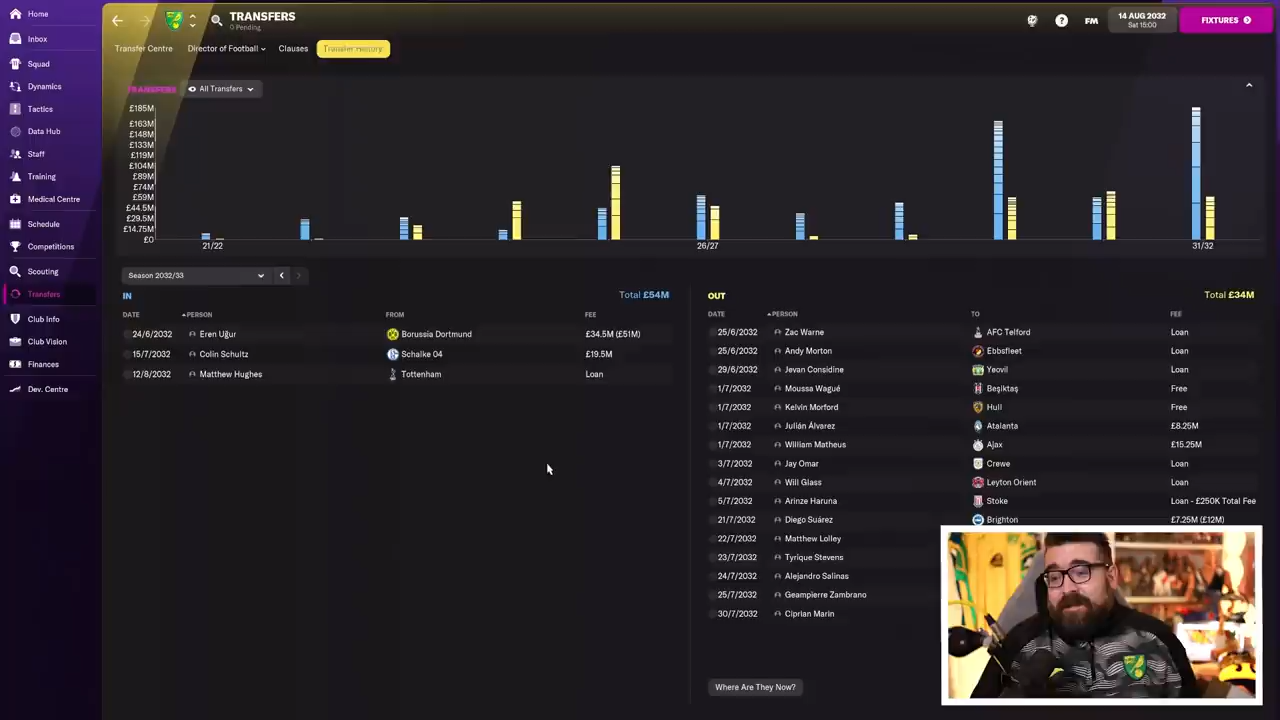 TRANSFERS
0 Pending
14 AUG 2032
Sat 15:00
FM
FIXTURES
Home
Inbox
Squad
Dynamics
Tactics
Data Hub
Staff
Training
Medical Centre
Schedule
Competitions
Scouting
Transfers
Club Info
Club Vision
Finances
Dev. Centre
Transfer Centre
Director of Football
Clauses
Transfer History
TRANSFERS
All Transfers
£185M
£163M
£148M
£133M
£119M
£104M
£89M
£74M
£59M
£44.5M
£29.5M
£14.75M
£0
21/22
26/27
31/32
Season 2032/33
IN
Total £54M
DATE PERSON FROM FEE
24/6/2032 Eren Uğur Borussia Dortmund £34.5M (£51M)
15/7/2032 Colin Schultz Schalke 04 £19.5M
12/8/2032 Matthew Hughes Tottenham Loan
OUT
Total £34M
DATE PERSON TO FEE
25/6/2032 Zac Warne AFC Telford Loan
25/6/2032 Andy Morton Ebbsfleet Loan
29/6/2032 Jevan Considine Yeovil Loan
1/7/2032 Moussa Wagué Beşiktaş Free
1/7/2032 Kelvin Morford Hull Free
1/7/2032 Julián Álvarez Atalanta £8.25M
1/7/2032 William Matheus Ajax £15.25M
3/7/2032 Jay Omar Crewe Loan
4/7/2032 Will Glass Leyton Orient Loan
5/7/2032 Arinze Haruna Stoke Loan - £250K Total Fee
21/7/2032 Diego Suárez Brighton £7.25M (£12M)
22/7/2032 Matthew Lolley
23/7/2032 Tyrique Stevens
24/7/2032 Alejandro Salinas
25/7/2032 Geampierre Zambrano
30/7/2032 Ciprian Marin
Where Are They Now?